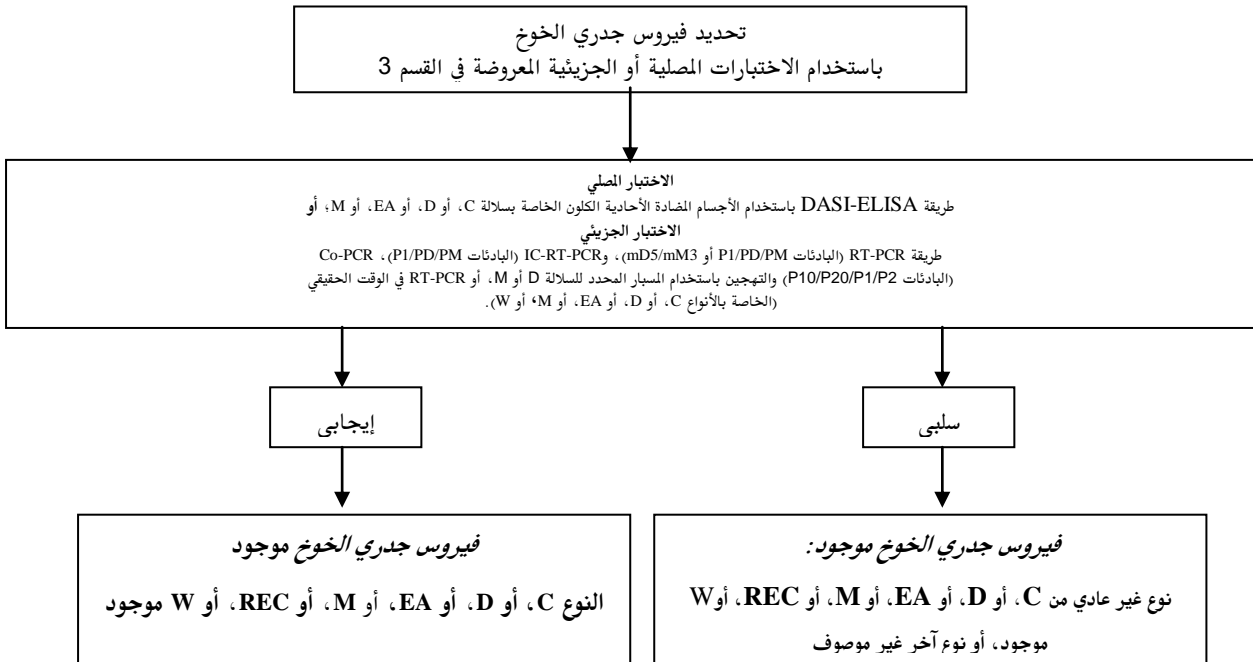 تحديد فيروس جدري الخوخ
باستخدام الاختبارات المصلية أو الجزيئية المعروضة في القسم 3
الاختبار المصلي
طريقة DASI-ELISA باستخدام الأجسام المضادة الأحادية الكلون الخاصة بسلالة C، أو D، أو EA، أو M؛ أو
الاختبار الجزيئي
طريقة RT-PCR (البادئات P1/PD/PM أو mD5/mM3)، وIC-RT-PCR (البادئات P1/PD/PM)، Co-PCR
(البادئات P10/P20/P1/P2) والتهجين باستخدام المسبار المحدد للسلالة D أو M، أو RT-PCR في الوقت الحقيقي
(الخاصة بالأنواع C، أو D، أو EA، أو M، أو W).
إيجابى
سلبى
فيروس جدري الخوخ موجود
النوع C، أو D، أو EA، أو M، أو REC، أو W موجود
فيروس جدري الخوخ موجود:
نوع غير عادي من C، أو D، أو EA، أو M، أو REC، أوW
موجود، أو نوع آخر غير موصوف